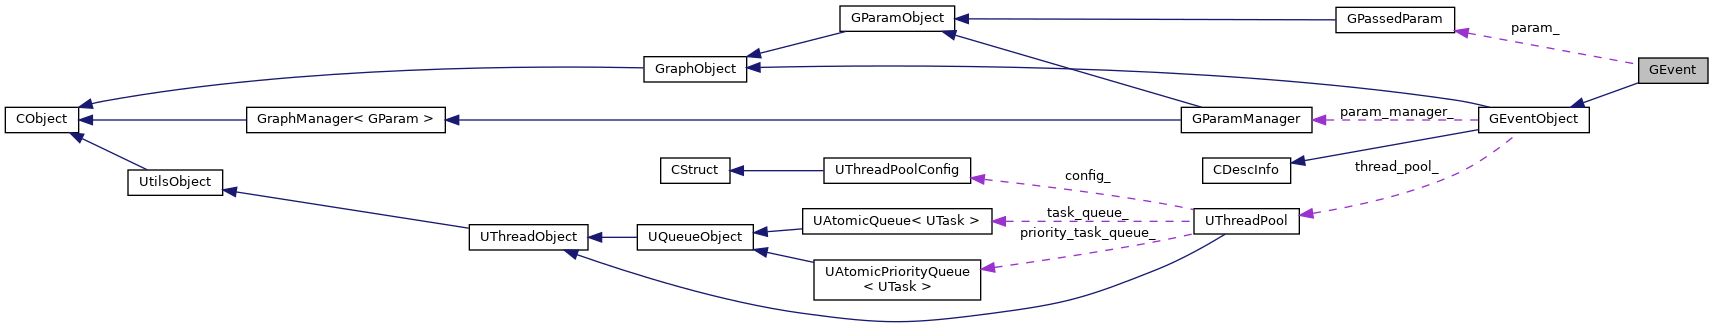 GParamObject
GPassedParam
param_
GEvent
GraphObject
CObject
GraphManager< GParam >
GParamManager
param_manager_
GEventObject
UtilsObject
CStruct
UThreadPoolConfig
config_
CDescInfo
thread_pool_
UThreadObject
UQueueObject
UAtomicQueue< UTask >
task_queue_
priority_task_queue_
UThreadPool
UAtomicPriorityQueue
< UTask >